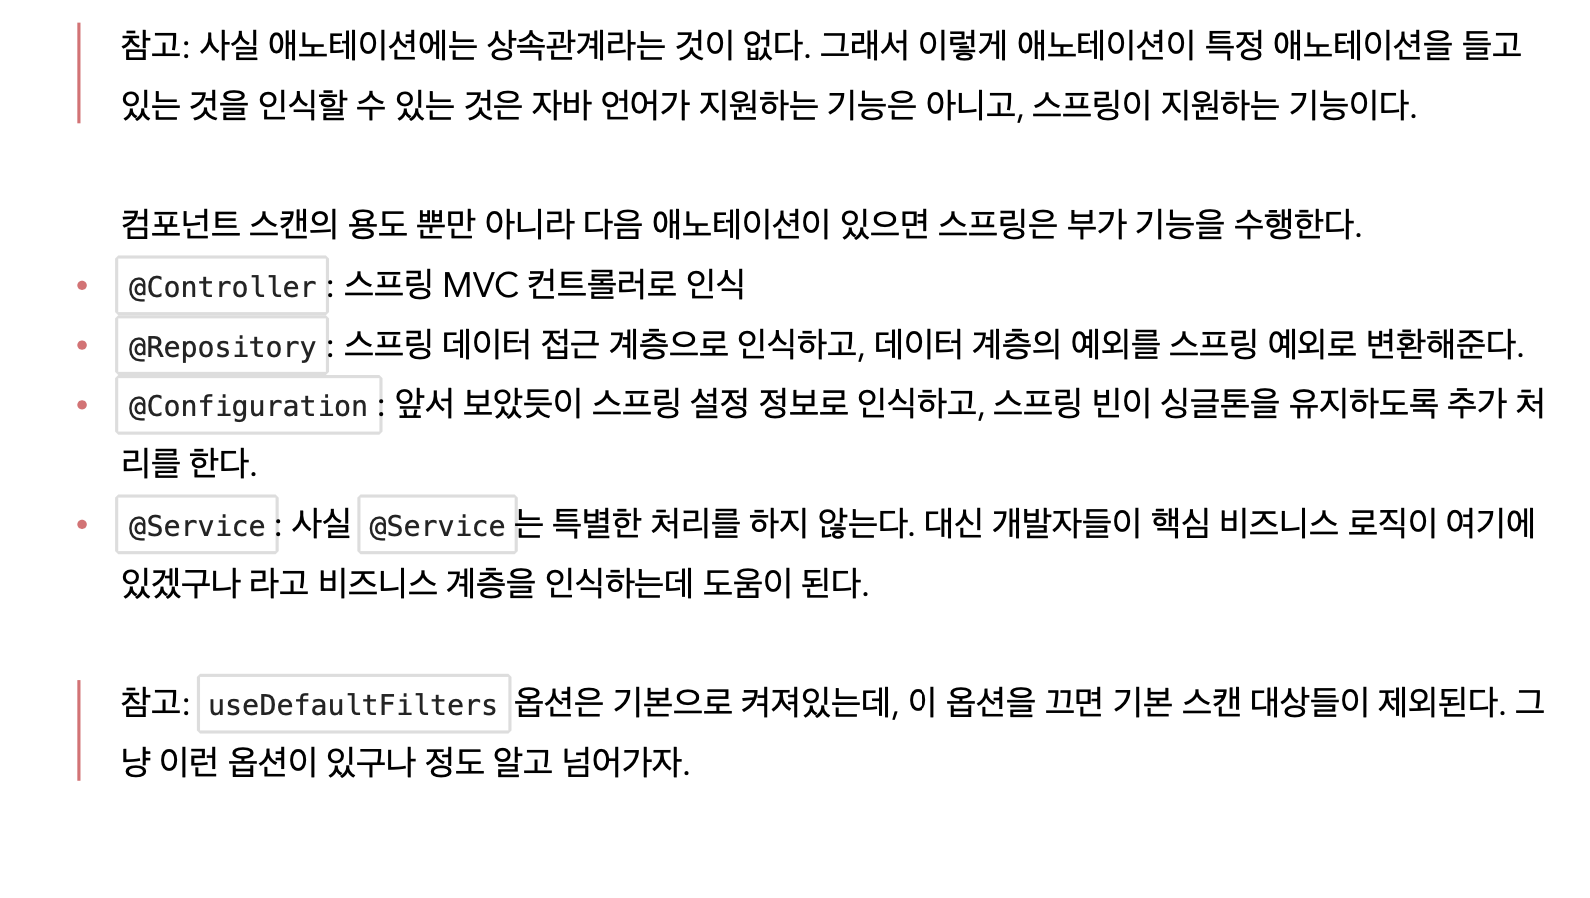 참고: 사실 애노테이션에는 상속관계라는 것이 없다. 그래서 이렇게 애노테이션이 특정 애노테이션을 들고
있는 것을 인식할 수 있는 것은 자바 언어가 지원하는 기능은 아니고, 스프링이 지원하는 기능이다.
컴포넌트 스캔의 용도 뿐만 아니라 다음 애노테이션이 있으면 스프링은 부가 기능을 수행한다.
• @Controller : 스프링 MVC 컨트롤러로 인식
• @Repository : 스프링 데이터 접근 계층으로 인식하고, 데이터 계층의 예외를 스프링 예외로 변환해준다.
• @Configuration : 앞서 보았듯이 스프링 설정 정보로 인식하고, 스프링 빈이 싱글톤을 유지하도록 추가 처
리를 한다.
• @Service : 사실 @Service 는 특별한 처리를 하지 않는다. 대신 개발자들이 핵심 비즈니스 로직이 여기에
있겠구나 라고 비즈니스 계층을 인식하는데 도움이 된다.
참고: useDefaultFilters 옵션은 기본으로 켜져있는데, 이 옵션을 끄면 기본 스캔 대상들이 제외된다. 그
냥 이런 옵션이 있구나 정도 알고 넘어가자.